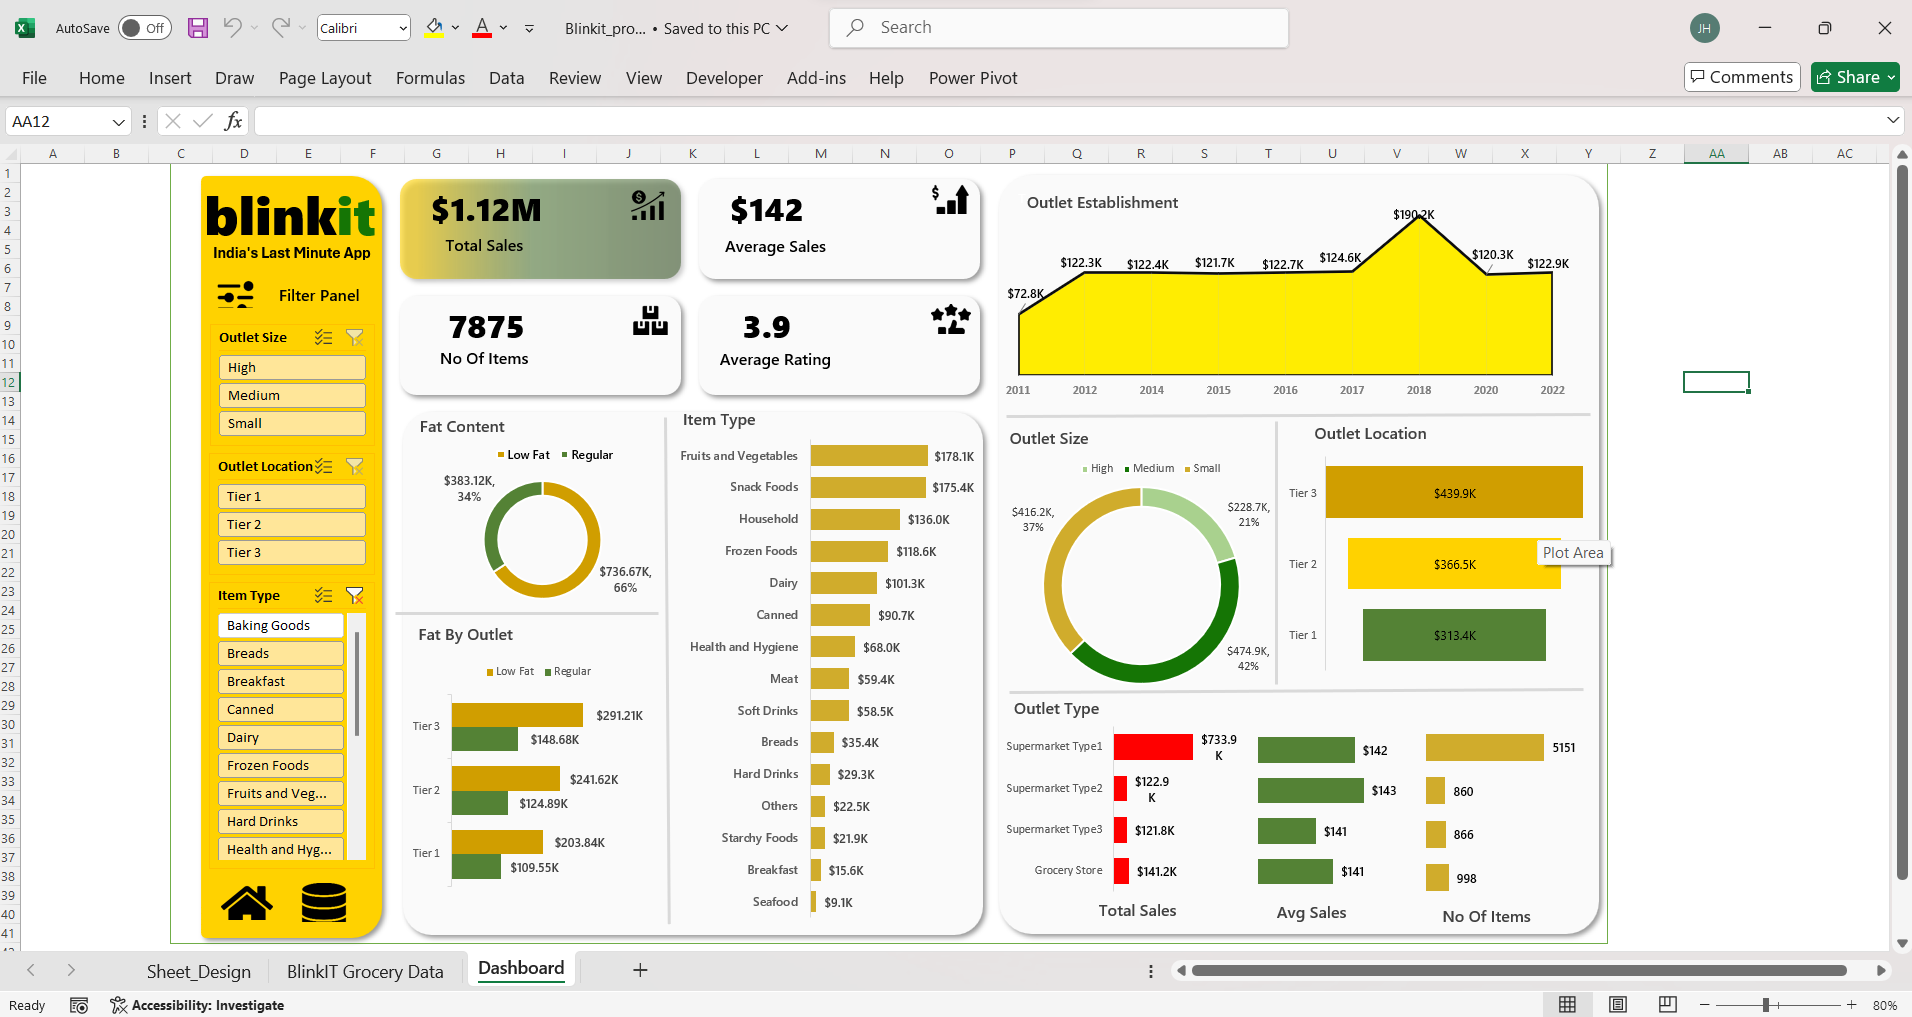 AutoSave Off Calibri Blinkit_pro... • Saved to this PC Search JH
File Home Insert Draw Page Layout Formulas Data Review View Developer Add-ins Help Power Pivot Comments Share
AA12 fx
A B C D E F G H I J K L M N O P Q R S T U V W X Y Z AA AB AC
1
2
3
4
5
6
7
8
9
10
11
12
13
14
15
16
17
18
19
20
21
22
23
24
25
26
27
28
29
30
31
32
33
34
35
36
37
38
39
40
41
blinkit
India's Last Minute App
Filter Panel
Outlet Size
High
Medium
Small
Outlet Location
Tier 1
Tier 2
Tier 3
Item Type
Baking Goods
Breads
Breakfast
Canned
Dairy
Frozen Foods
Fruits and Veg...
Hard Drinks
Health and Hyg...
$1.12M
Total Sales
$142
Average Sales
7875
No Of Items
3.9
Average Rating
Fat Content
Low Fat Regular
$383.12K,
34%
$736.67K,
66%
Fat By Outlet
Low Fat Regular
Tier 3 $291.21K
$148.68K
Tier 2 $241.62K
$124.89K
Tier 1 $203.84K
$109.55K
Item Type
Fruits and Vegetables $178.1K
Snack Foods $175.4K
Household $136.0K
Frozen Foods $118.6K
Dairy $101.3K
Canned $90.7K
Health and Hygiene $68.0K
Meat $59.4K
Soft Drinks $58.5K
Breads $35.4K
Hard Drinks $29.3K
Others $22.5K
Starchy Foods $21.9K
Breakfast $15.6K
Seafood $9.1K
Outlet Establishment
$72.8K $122.3K $122.4K $121.7K $122.7K $124.6K $190.2K $120.3K $122.9K
2011 2012 2014 2015 2016 2017 2018 2020 2022
Outlet Size
High Medium Small
$416.2K,
37%
$228.7K,
21%
$474.9K,
42%
Outlet Location
Tier 3 $439.9K
Plot Area
Tier 2 $366.5K
Tier 1 $313.4K
Outlet Type
Supermarket Type1 $733.9
K $142 5151
Supermarket Type2 $122.9
K $143 860
Supermarket Type3 $121.8K $141 866
Grocery Store $141.2K $141 998
Total Sales Avg Sales No Of Items
Sheet_Design BlinkIT Grocery Data Dashboard
Ready Accessibility: Investigate 80%